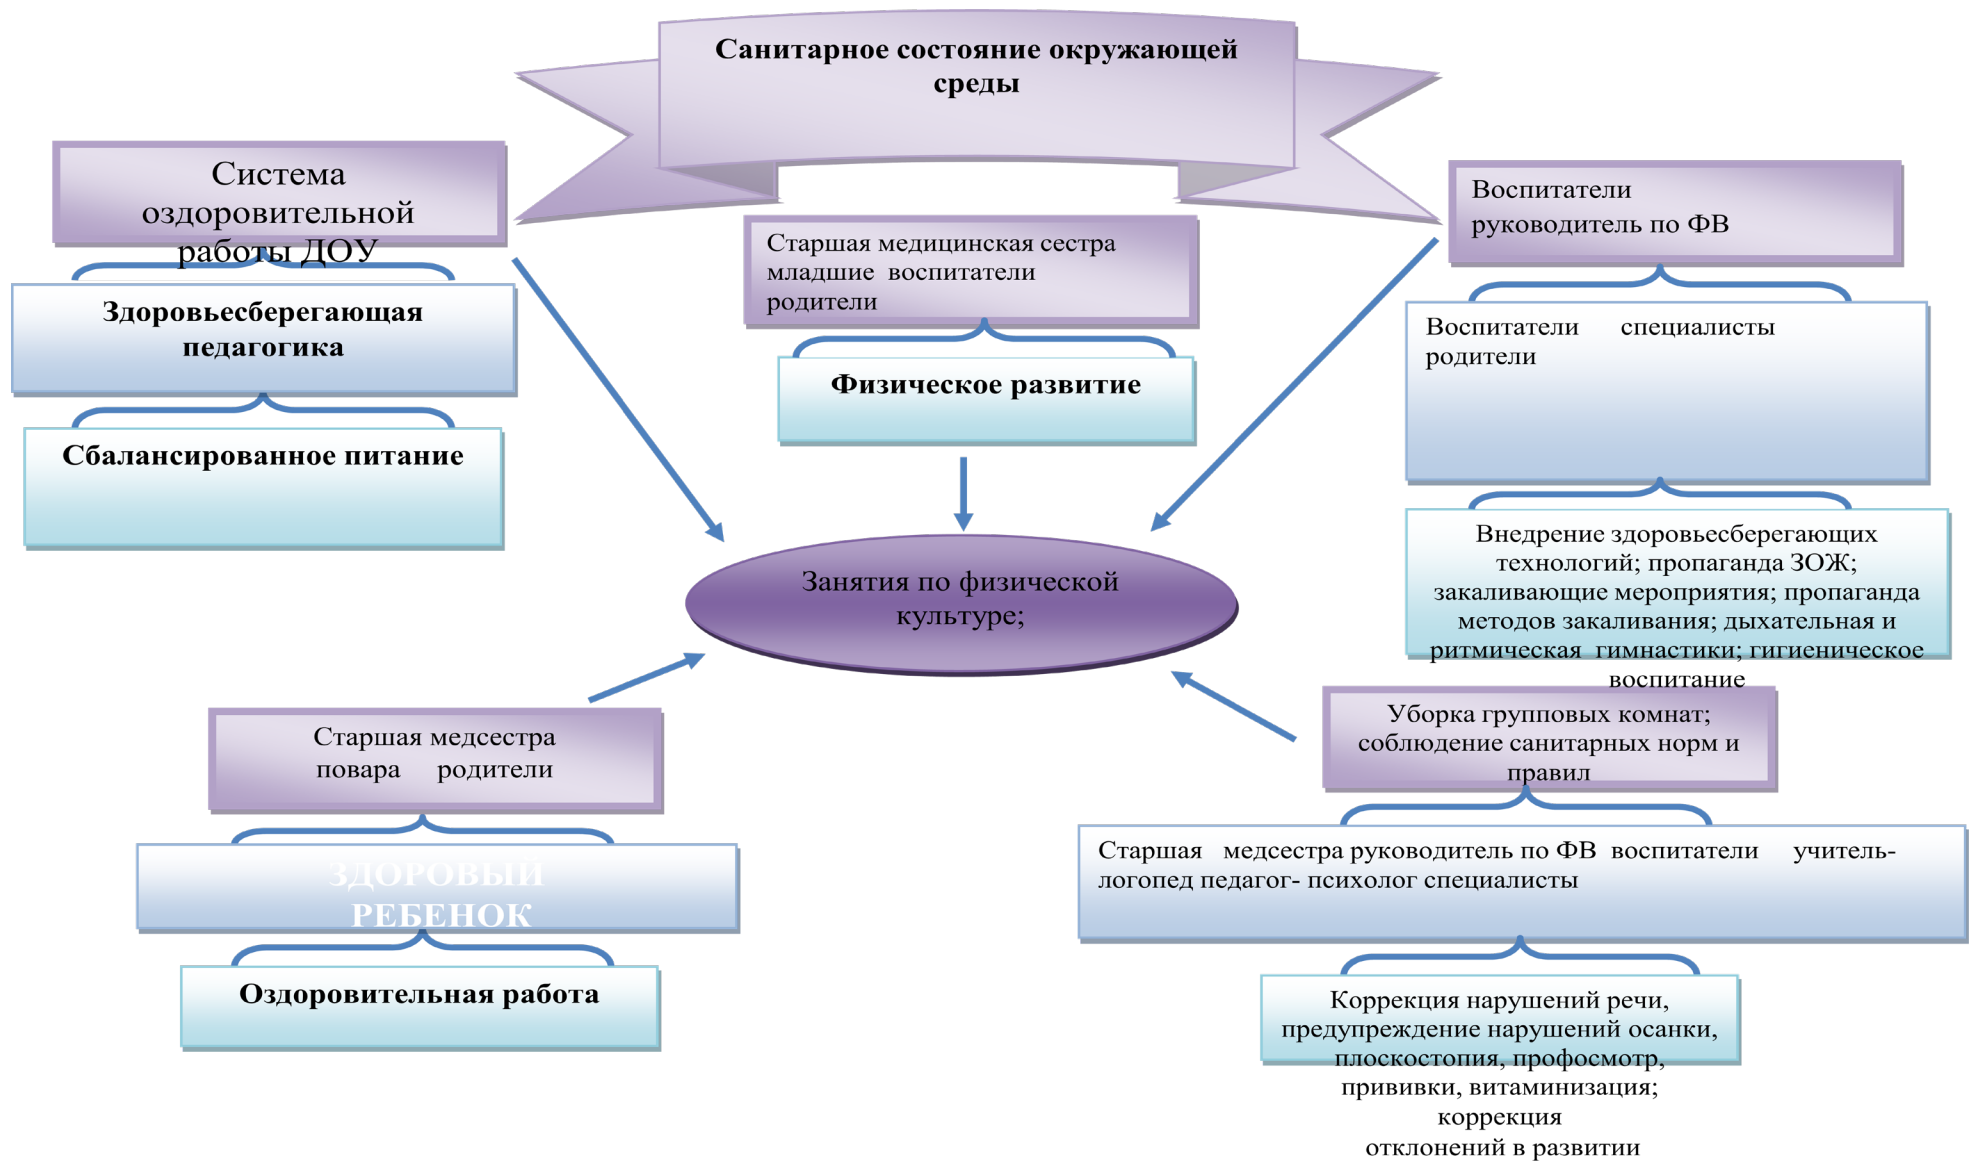 Санитарное состояние окружающей
среды
Система
оздоровительной
работы ДОУ
Здоровьесберегающая
педагогика
Сбалансированное питание
Старшая медицинская сестра
младшие воспитатели
родители
Физическое развитие
Воспитатели
руководитель по ФВ
Воспитатели специалисты
родители
Внедрение здоровьесберегающих
технологий; пропаганда ЗОЖ;
закаливающие мероприятия; пропаганда
методов закаливания; дыхательная и
ритмическая гимнастики; гигиеническое
воспитание
Занятия по физической
культуре;
Старшая медсестра
повара родители
ЗДОРОВЫЙ
РЕБЕНОК
Оздоровительная работа
Уборка групповых комнат;
соблюдение санитарных норм и
правил
Старшая медсестра руководитель по ФВ воспитатели учитель-
логопед педагог- психолог специалисты
Коррекция нарушений речи,
предупреждение нарушений осанки,
плоскостопия, профосмотр,
прививки, витаминизация;
коррекция
отклонений в развитии